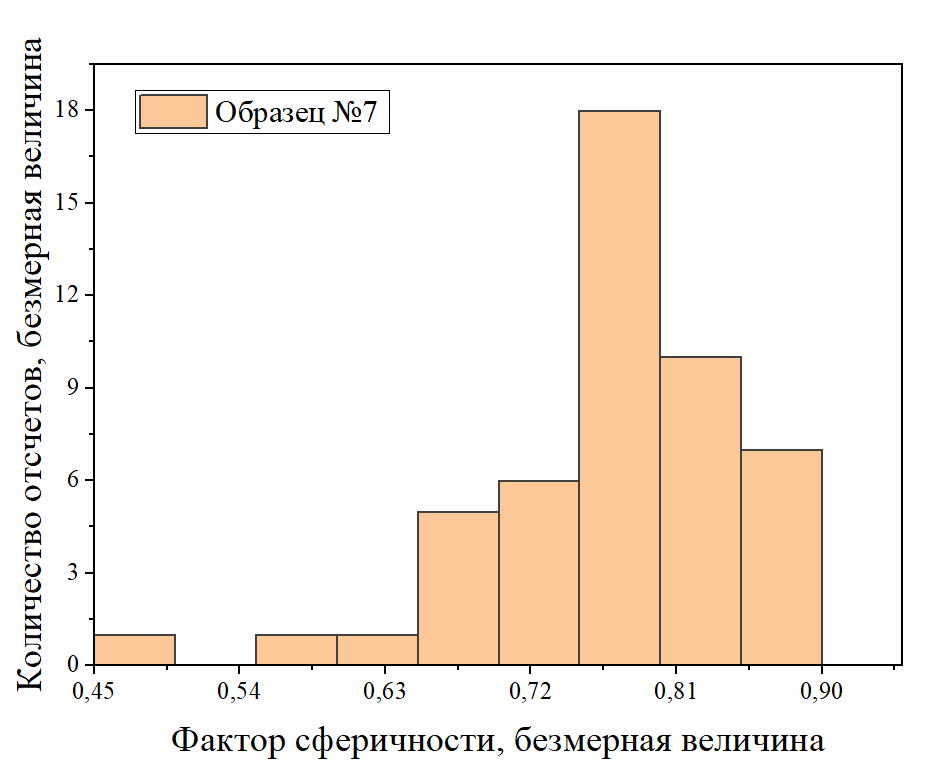 Количество отсчетов, безмерная величина
Образец №7
18
15
12
9
6
3
0
0,45 0,54 0,63 0,72 0,81 0,90
Фактор сферичности, безмерная величина